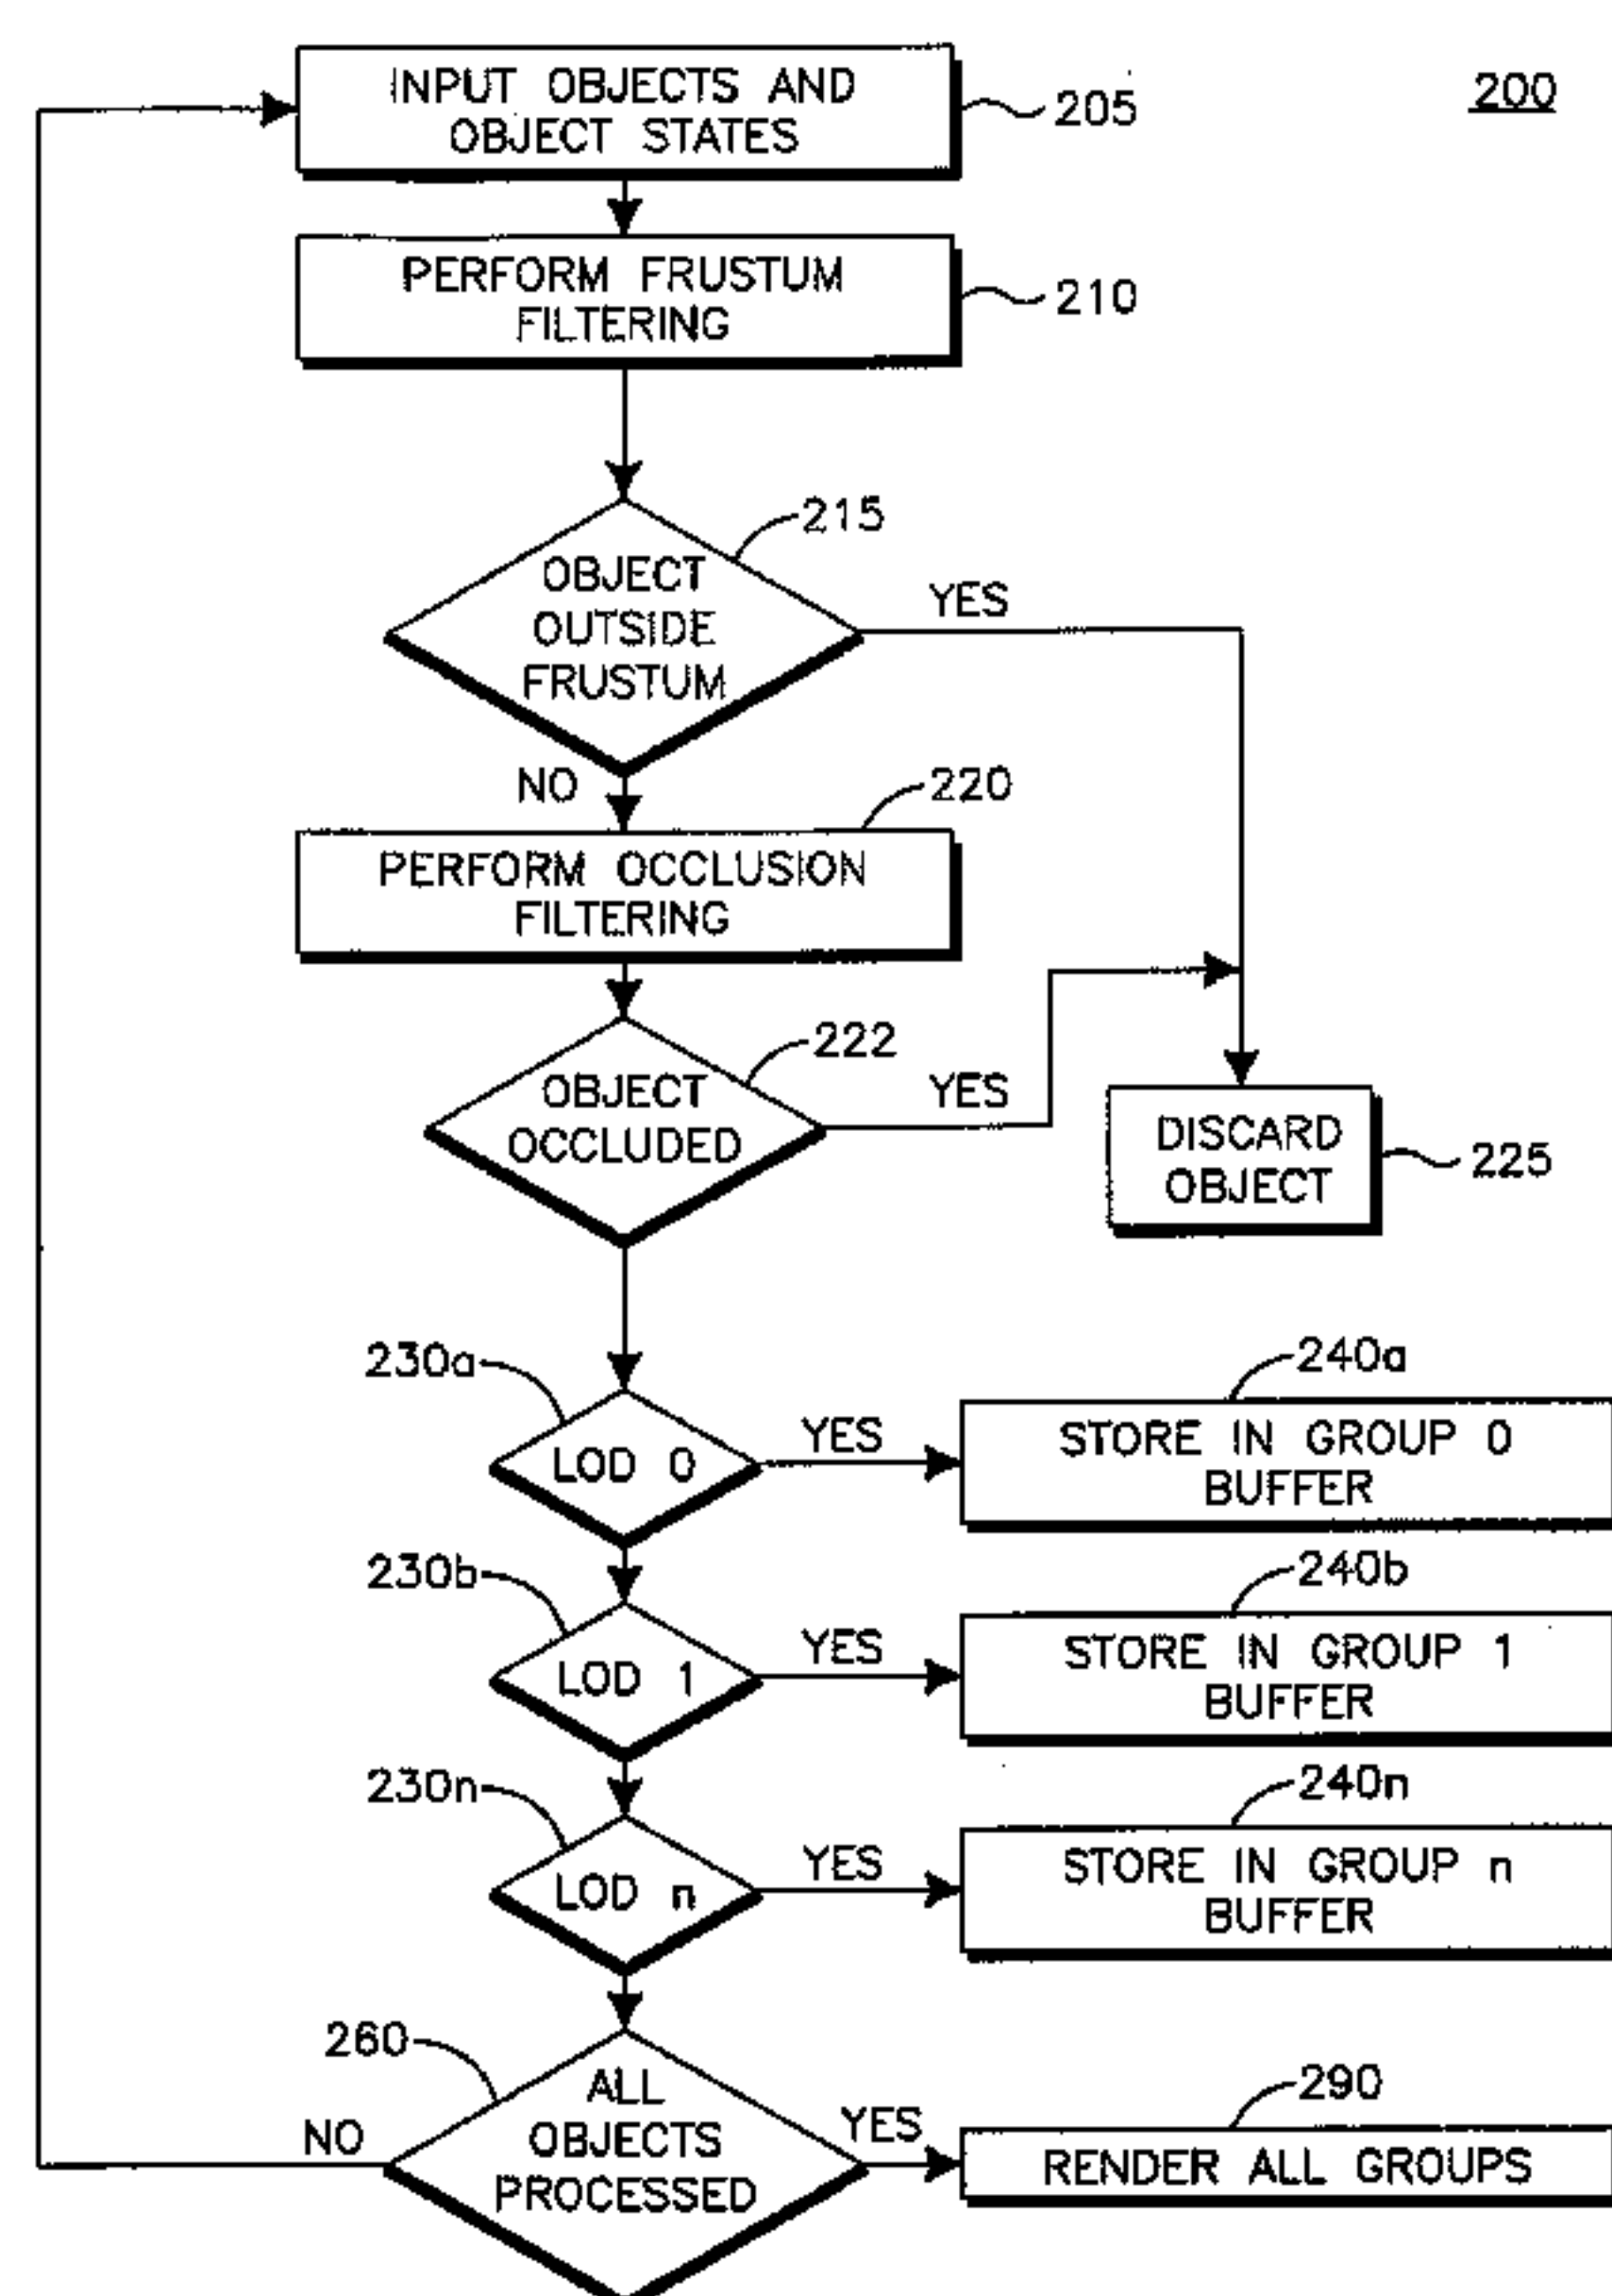 200
INPUT OBJECTS AND
OBJECT STATES
205
PERFORM FRUSTUM
FILTERING
210
215
OBJECT
OUTSIDE
FRUSTUM
YES
NO
220
PERFORM OCCLUSION
FILTERING
222
OBJECT
OCCLUDED
YES
DISCARD
OBJECT
225
230a
LOD 0
YES
240a
STORE IN GROUP 0
BUFFER
230b
LOD 1
YES
240b
STORE IN GROUP 1
BUFFER
230n
LOD n
YES
240n
STORE IN GROUP n
BUFFER
260
ALL
OBJECTS
PROCESSED
NO
YES
290
RENDER ALL GROUPS